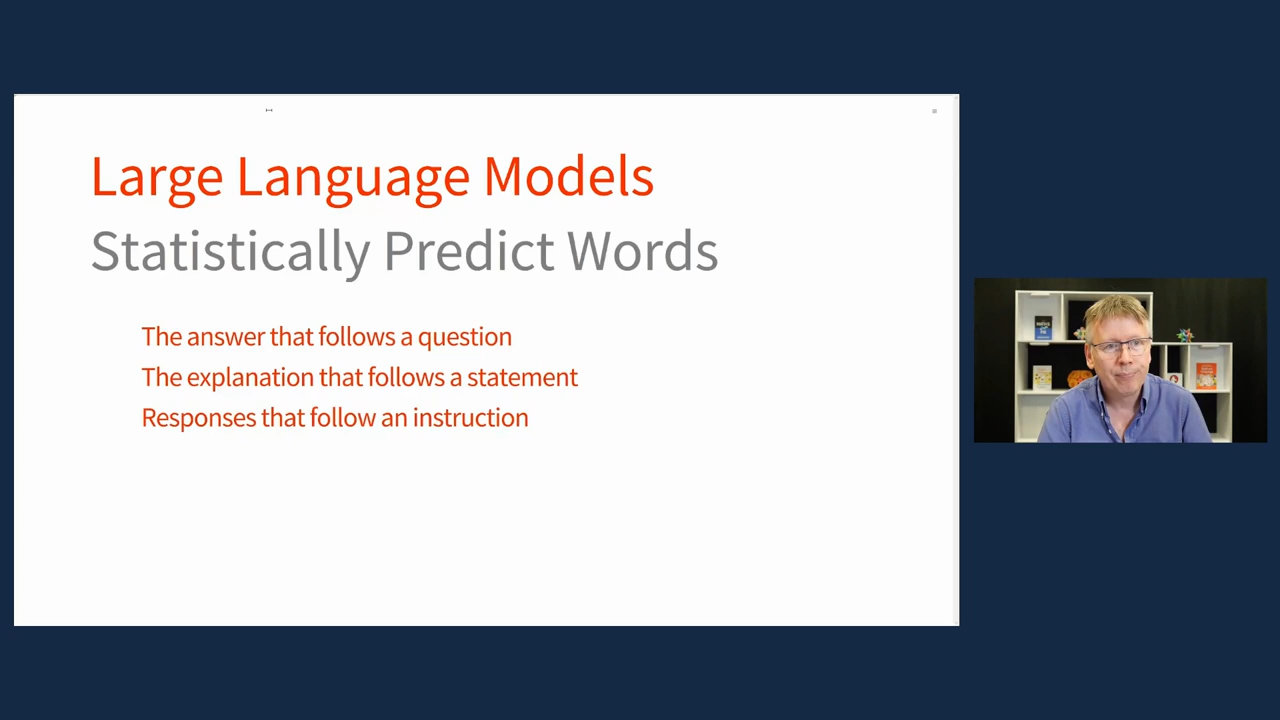 Large Language Models
Statistically Predict Words
The answer that follows a question
The explanation that follows a statement
Responses that follow an instruction